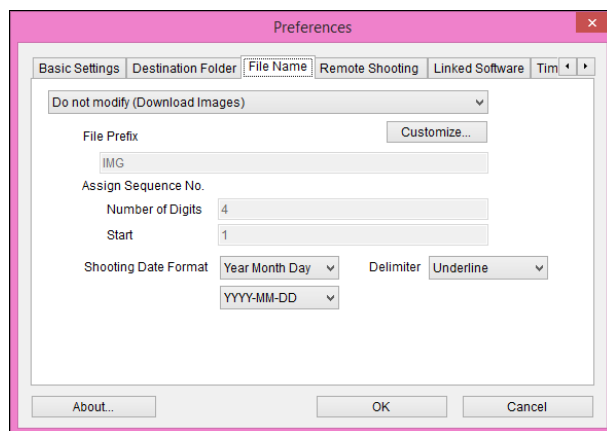 Preferences
Basic Settings Destination Folder File Name Remote Shooting Linked Software Tim
Do not modify (Download Images)
File Prefix Customize...
IMG
Assign Sequence No.
Number of Digits 4
Start 1
Shooting Date Format Year Month Day Delimiter Underline
YYYY-MM-DD
About... OK Cancel